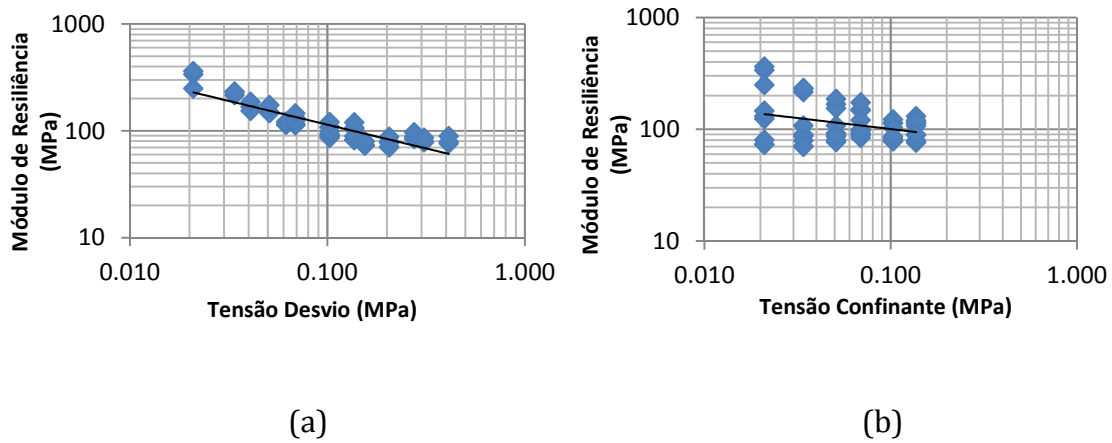 Módulo de Resiliência
(MPa)
1000
100
10
0.010
0.100
1.000
Tensão Desvio (MPa)
(a)
Módulo de Resiliência
(MPa)
1000
100
10
0.010
0.100
1.000
Tensão Confinante (MPa)
(b)